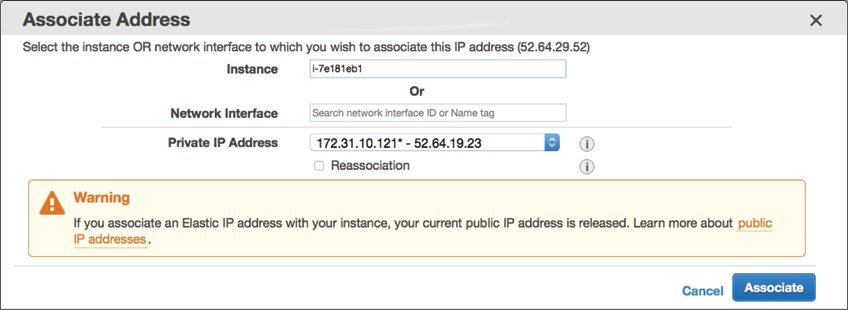 Associate Address
Select the instance OR network interface to which you wish to associate this IP address (52.64.29.52)
Instance i-7e181eb1
Or
Network Interface Search network interface ID or Name tag
Private IP Address 172.31.10.121* - 52.64.19.23
Reassociation
Warning
If you associate an Elastic IP address with your instance, your current public IP address is released. Learn more about public
IP addresses.
Cancel Associate